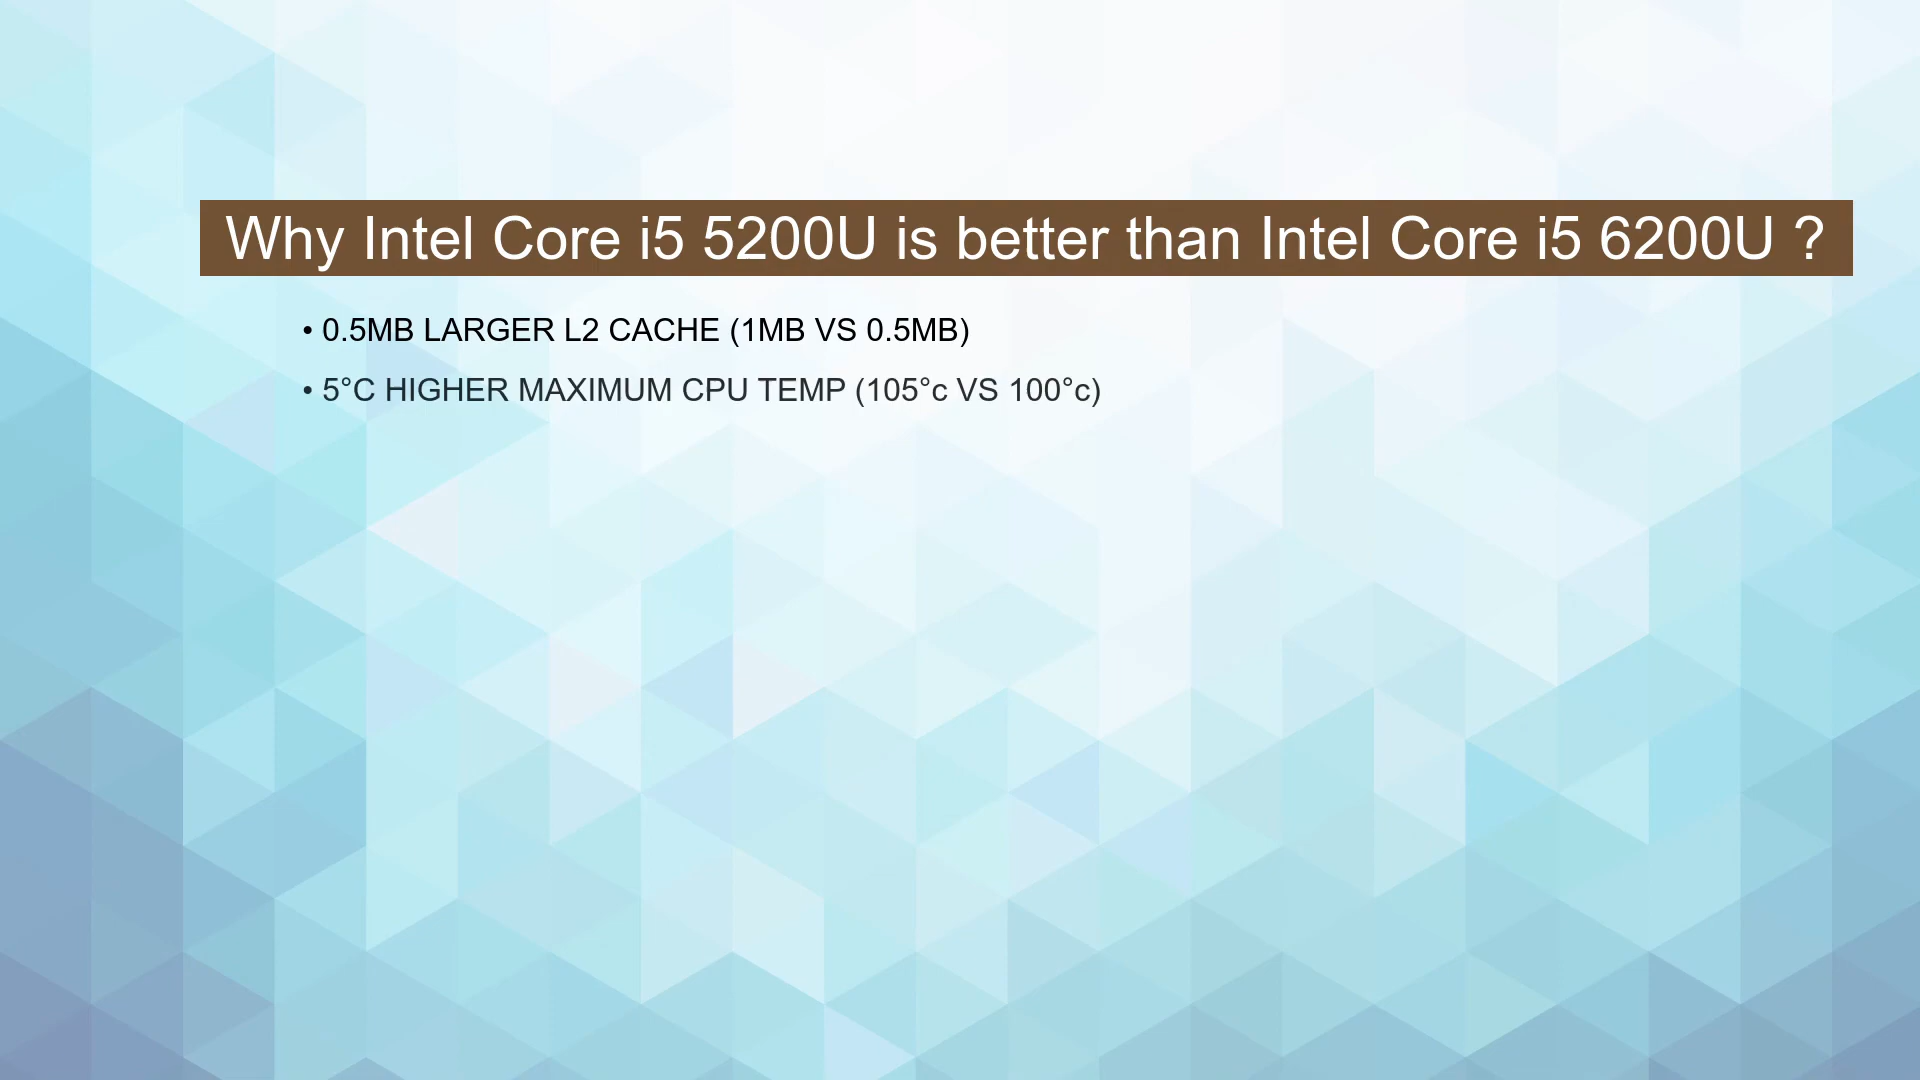 Why Intel Core i5 5200U is better than Intel Core i5 6200U ?
• 0.5MB LARGER L2 CACHE (1MB VS 0.5MB)
• 5°C HIGHER MAXIMUM CPU TEMP (105°c VS 100°c)